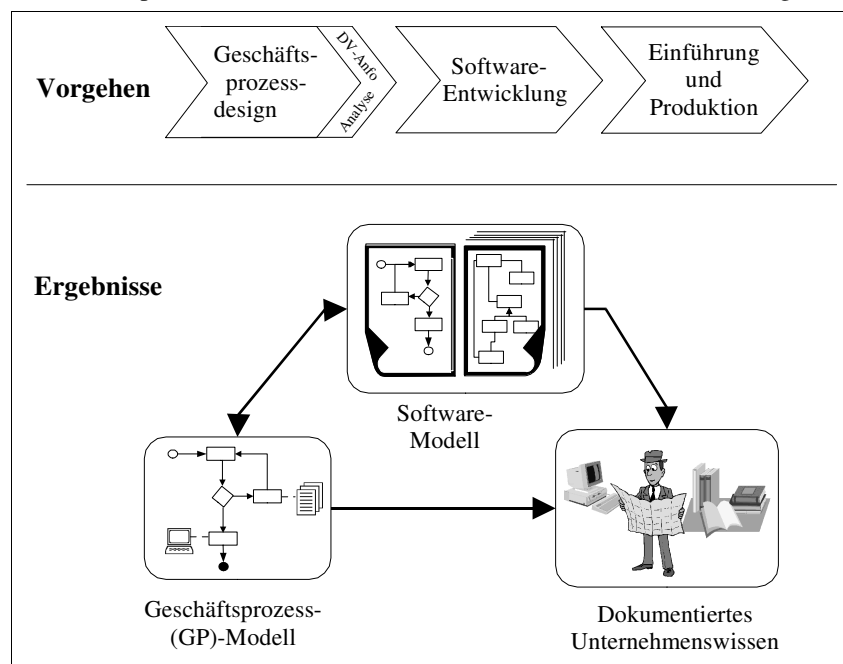 Vorgehen
Geschäfts-
prozess-
design
DV-Anfo
Analyse
Software-
Entwicklung
Einführung
und
Produktion
Ergebnisse
Software-
Modell
Geschäftsprozess-
(GP)-Modell
Dokumentiertes
Unternehmenswissen